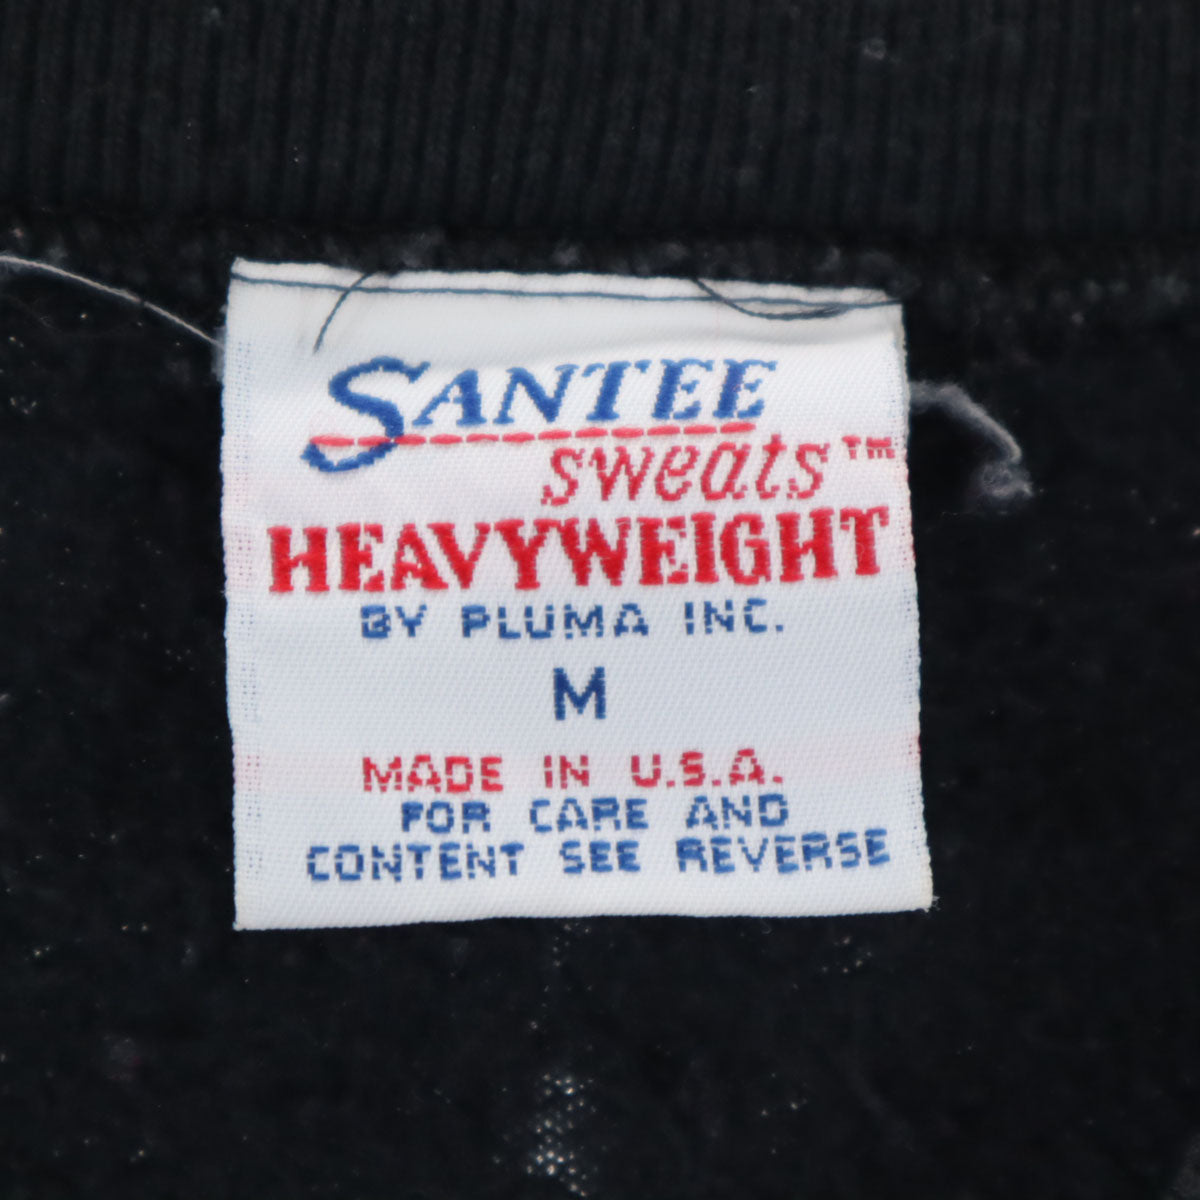 SANTEE
sweats™
HEAVYWEIGHT
BY PLUMA INC.
M
MADE IN U.S.A.
FOR CARE AND
CONTENT SEE REVERSE